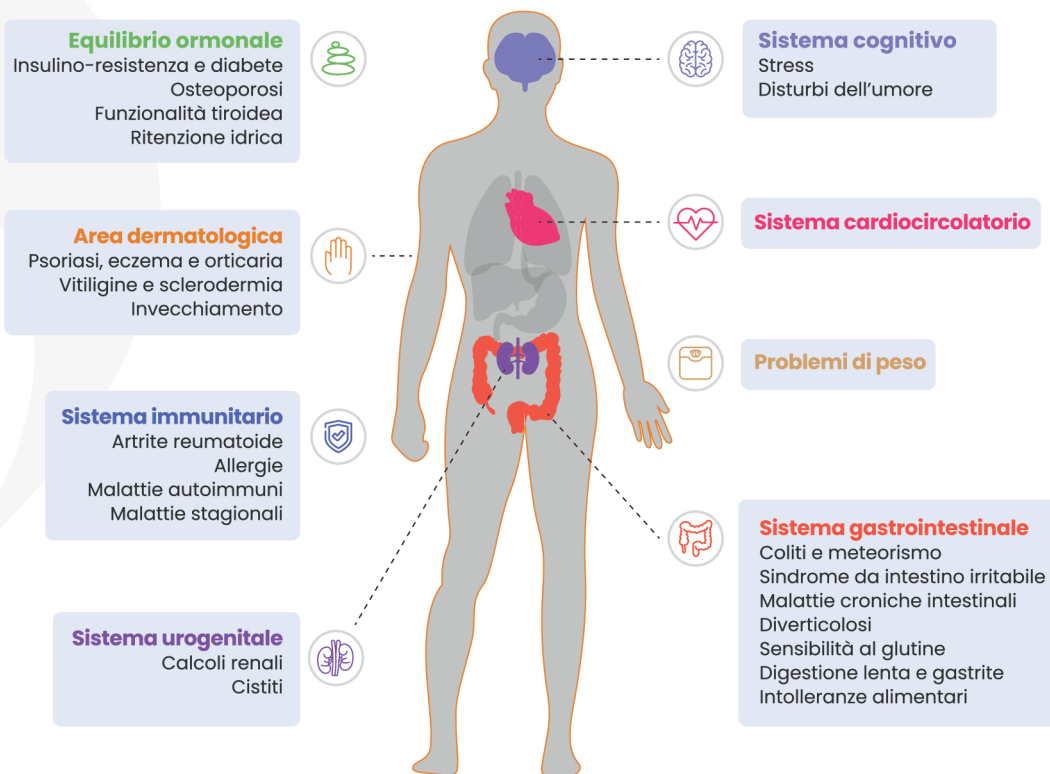 Equilibrio ormonale
Insulino-resistenza e diabete
Osteoporosi
Funzionalità tiroidea
Ritenzione idrica
Area dermatologica
Psoriasi, eczema e orticaria
Vitiligine e sclerodermia
Invecchiamento
Sistema immunitario
Artrite reumatoide
Allergie
Malattie autoimmuni
Malattie stagionali
Sistema urogenitale
Calcoli renali
Cistiti
Sistema cognitivo
Stress
Disturbi dell’umore
Sistema cardiocircolatorio
Problemi di peso
Sistema gastrointestinale
Coliti e meteorismo
Sindrome da intestino irritabile
Malattie croniche intestinali
Diverticolosi
Sensibilità al glutine
Digestione lenta e gastrite
Intolleranze alimentari